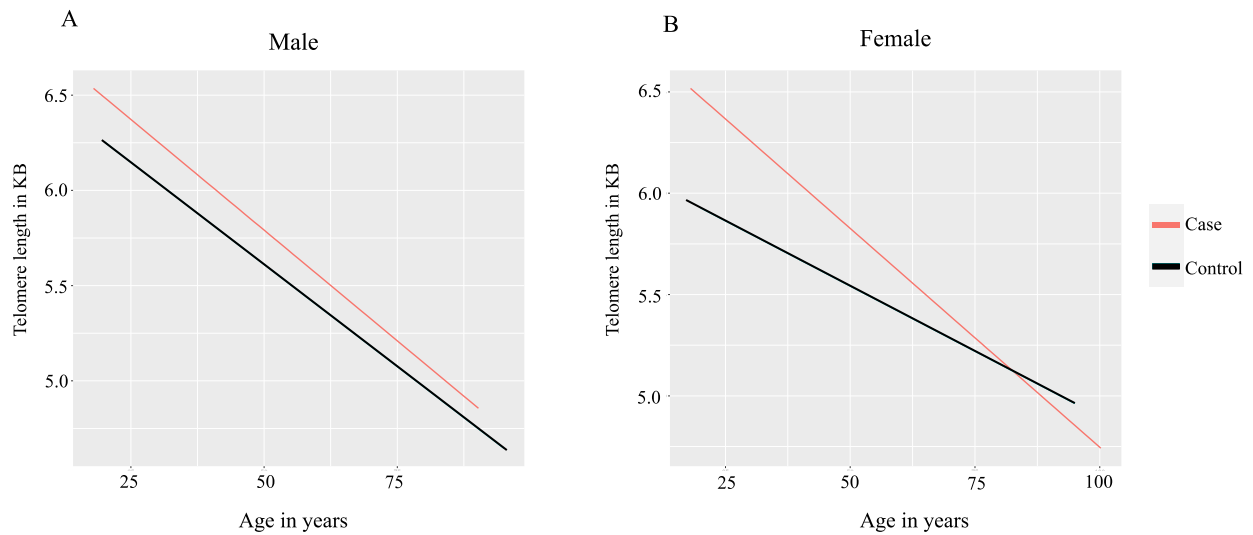 A
Male
Telomere length in KB
6.5
6.0
5.5
5.0
25 50 75
Age in years
B
Female
Telomere length in KB
6.5
6.0
5.5
5.0
25 50 75 100
Age in years
Case
Control